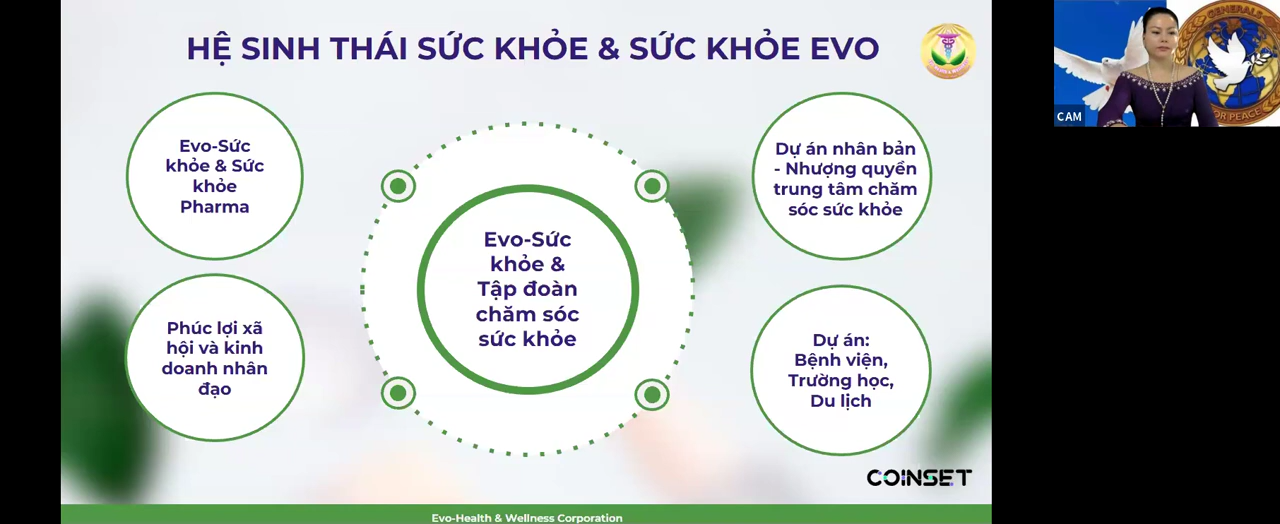 HỆ SINH THÁI SỨC KHỎE & SỨC KHỎE EVO
Evo-Sức
khỏe & Sức
khỏe
Pharma
Phúc lợi xã
hội và kinh
doanh nhân
đạo
Evo-Sức
khỏe &
Tập đoàn
chăm sóc
sức khỏe
Dự án nhân bản
- Nhượng quyền
trung tâm chăm
sóc sức khỏe
Dự án:
Bệnh viện,
Trường học,
Du lịch
COINSET
Evo-Health & Wellness Corporation
GENERALS
FOR PEACE
CAM